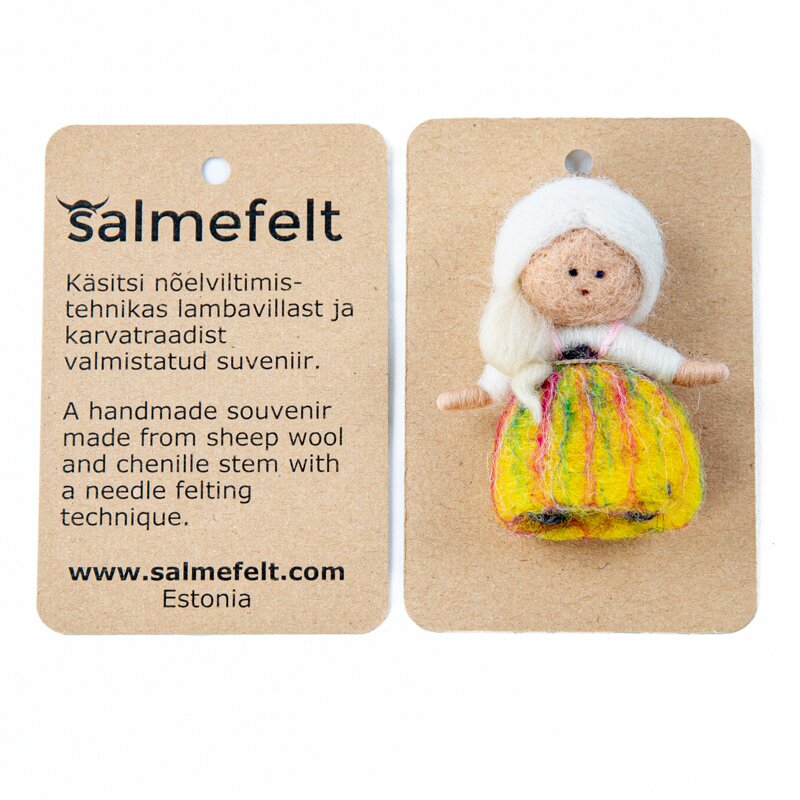 salmefelt
Käsitsi nõelviltimis-
tehnikas lambavillast ja
karvatraadist
valmistatud suveniir.
A handmade souvenir
made from sheep wool
and chenille stem with
a needle felting
technique.
www.salmefelt.com
Estonia